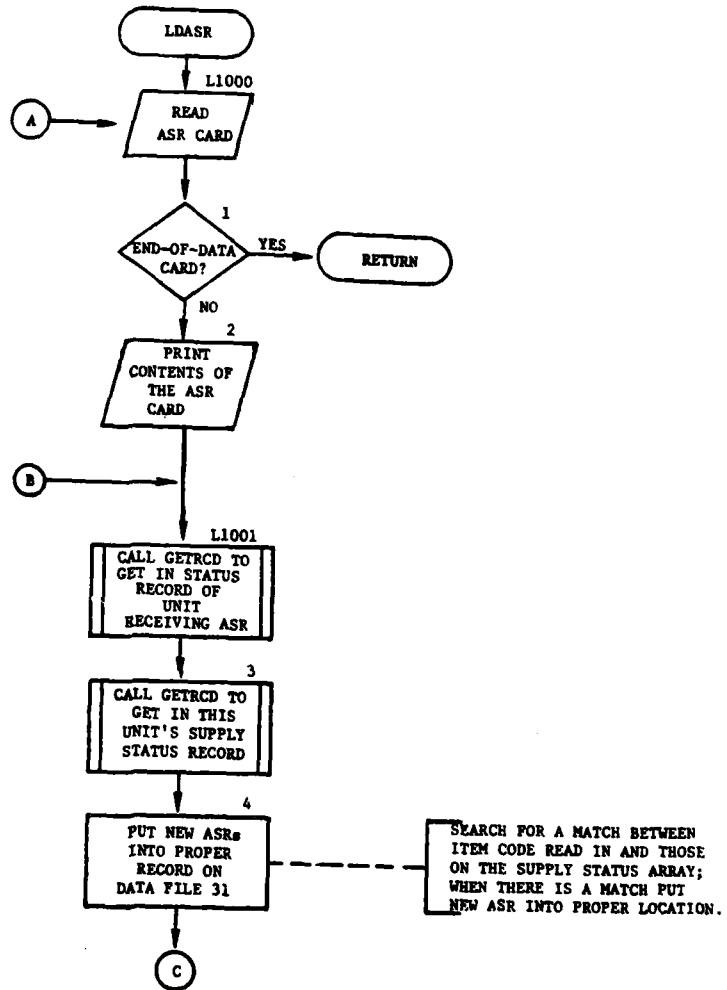 LDASR
L1000
READ
ASR CARD
A
1
END-OF-DATA
CARD?
YES
RETURN
NO
2
PRINT
CONTENTS OF
THE ASR
CARD
B
L1001
CALL GETRCD TO
GET IN STATUS
RECORD OF
UNIT
RECEIVING ASR
3
CALL GETRCD TO
GET IN THIS
UNIT'S SUPPLY
STATUS RECORD
4
PUT NEW ASRs
INTO PROPER
RECORD ON
DATA FILE 31
SEARCH FOR A MATCH BETWEEN
ITEM CODE READ IN AND THOSE
ON THE SUPPLY STATUS ARRAY;
WHEN THERE IS A MATCH PUT
NEW ASR INTO PROPER LOCATION.
C